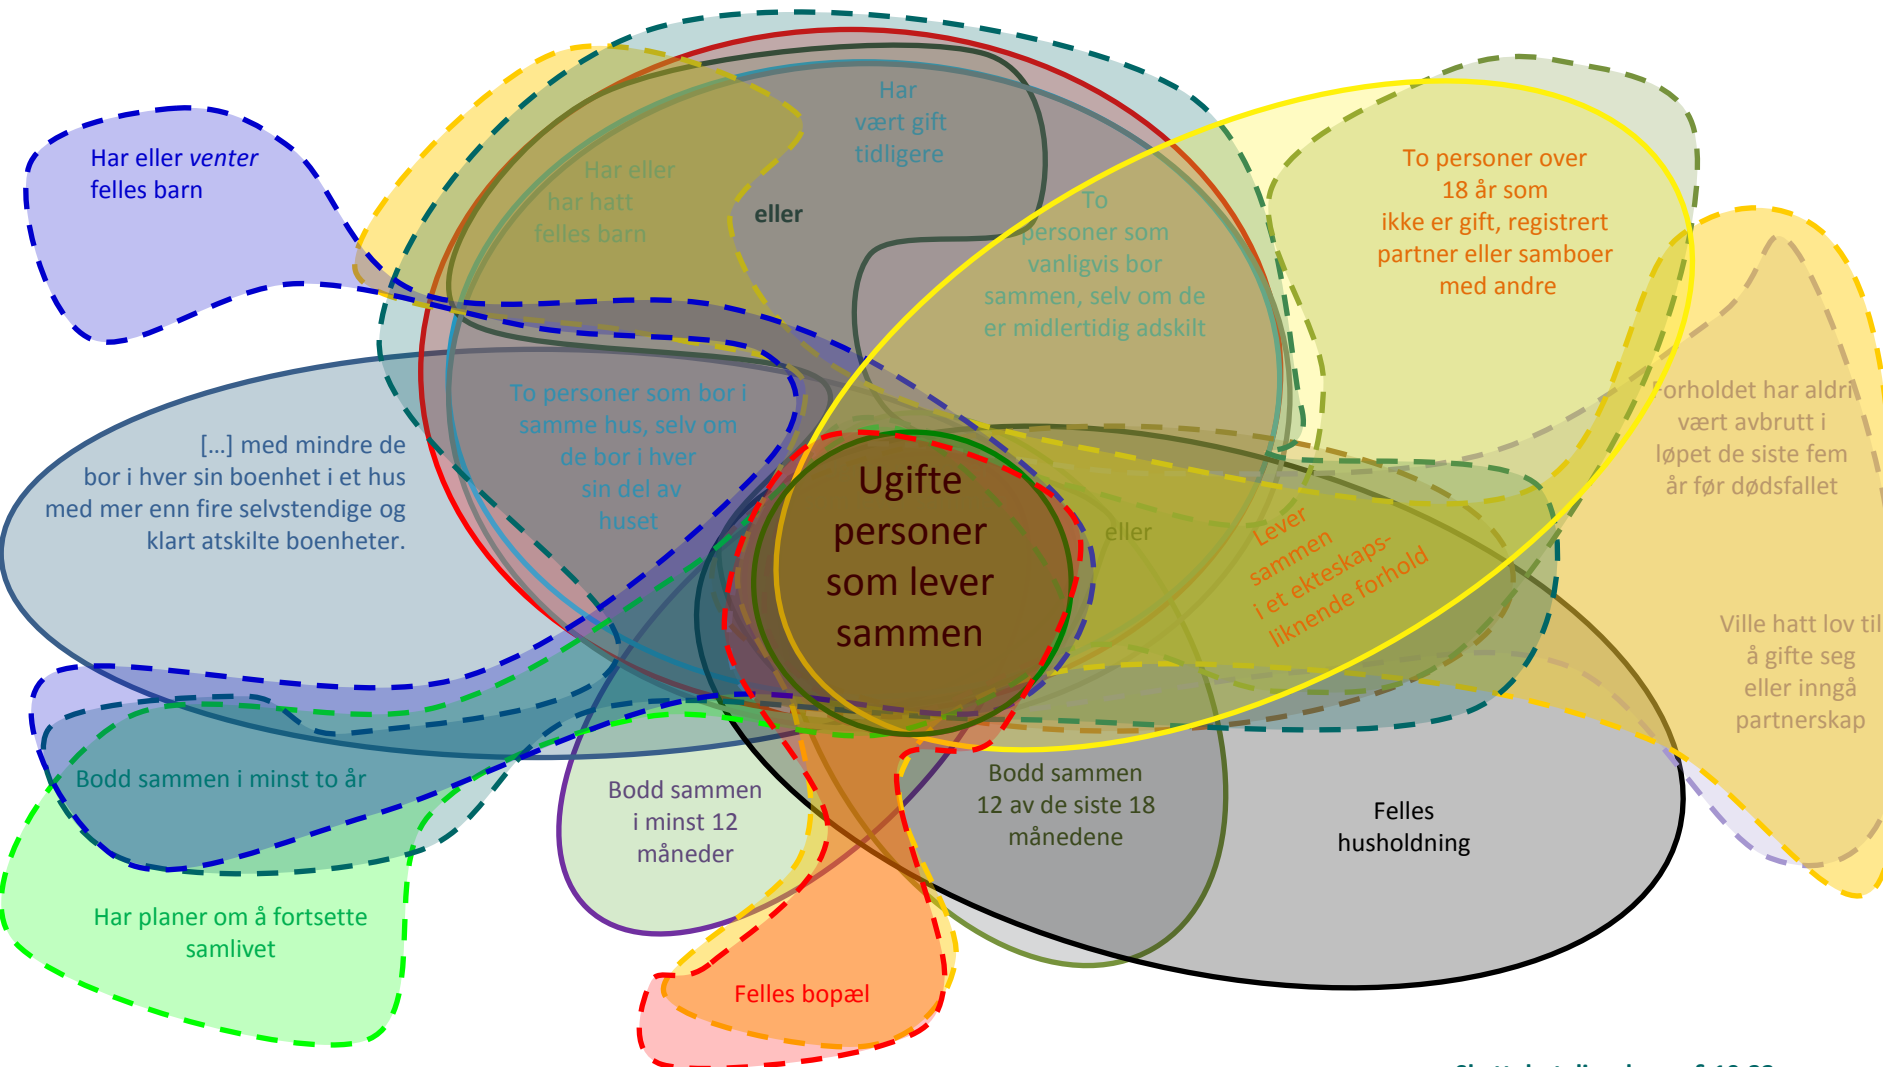 Har
vært gift
tidligere
Har eller venter
felles barn
Har eller
har hatt
felles barn
eller
To
personer som
vanligvis bor
sammen, selv om de
er midlertidig adskilt
To personer over
18 år som
ikke er gift, registrert
partner eller samboer
med andre
[…] med mindre de
bor i hver sin boenhet i et hus
med mer enn fire selvstendige og
klart atskilte boenheter.
To personer som bor i
samme hus, selv om
de bor i hver
sin del av
huset
Ugifte
personer
som lever
sammen
eller
Lever
sammen
i et ekteskaps-
liknende forhold
Forholdet har aldri
vært avbrutt i
løpet de siste fem
år før dødsfallet
Ville hatt lov til
å gifte seg
eller inngå
partnerskap
Bodd sammen i minst to år
Bodd sammen
i minst 12
måneder
Bodd sammen
12 av de siste 18
månedene
Felles
husholdning
Har planer om å fortsette
samlivet
Felles bopæl